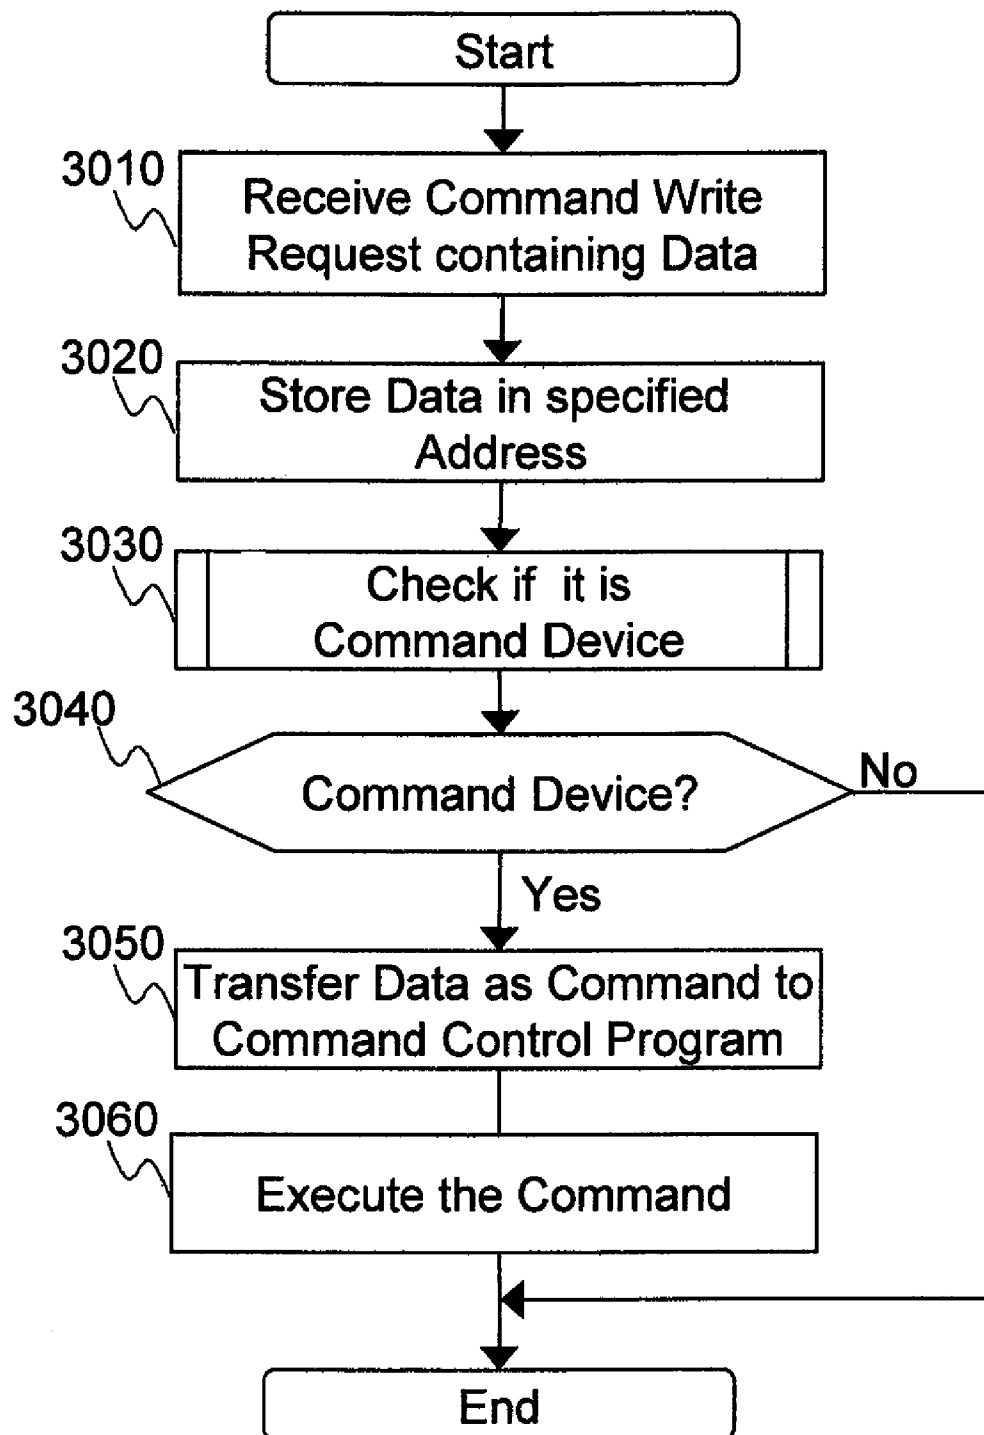 Start
3010
Receive Command Write
Request containing Data
3020
Store Data in specified
Address
3030
Check if it is
Command Device
3040
Command Device?
No
Yes
3050
Transfer Data as Command to
Command Control Program
3060
Execute the Command
End